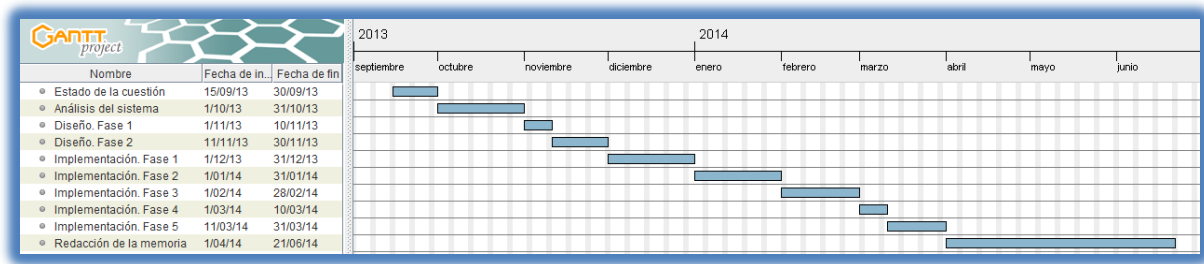 GANTT
project
2013 2014
Nombre Fecha de in... Fecha de fin
septiembre octubre noviembre diciembre enero febrero marzo abril mayo junio
Estado de la cuestión 15/09/13 30/09/13
Análisis del sistema 1/10/13 31/10/13
Diseño. Fase 1 1/11/13 10/11/13
Diseño. Fase 2 11/11/13 30/11/13
Implementación. Fase 1 1/12/13 31/12/13
Implementación. Fase 2 1/01/14 31/01/14
Implementación. Fase 3 1/02/14 28/02/14
Implementación. Fase 4 1/03/14 10/03/14
Implementación. Fase 5 11/03/14 31/03/14
Redacción de la memoria 1/04/14 21/06/14